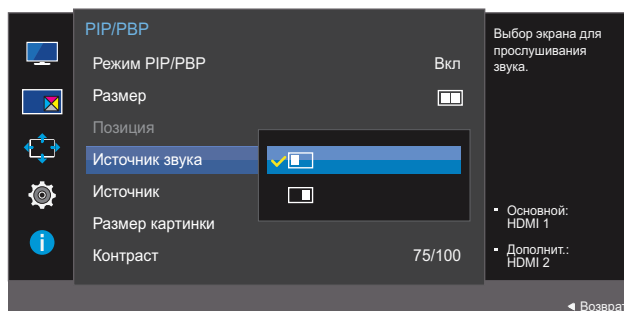 PIP/PBP
Режим PIP/PBP Вкл
Размер
Позиция
Источник звука
Источник
Размер картинки
Контраст 75/100
Выбор экрана для
прослушивания
звука.
Основной:
HDMI 1
Дополнит.:
HDMI 2
Возврат